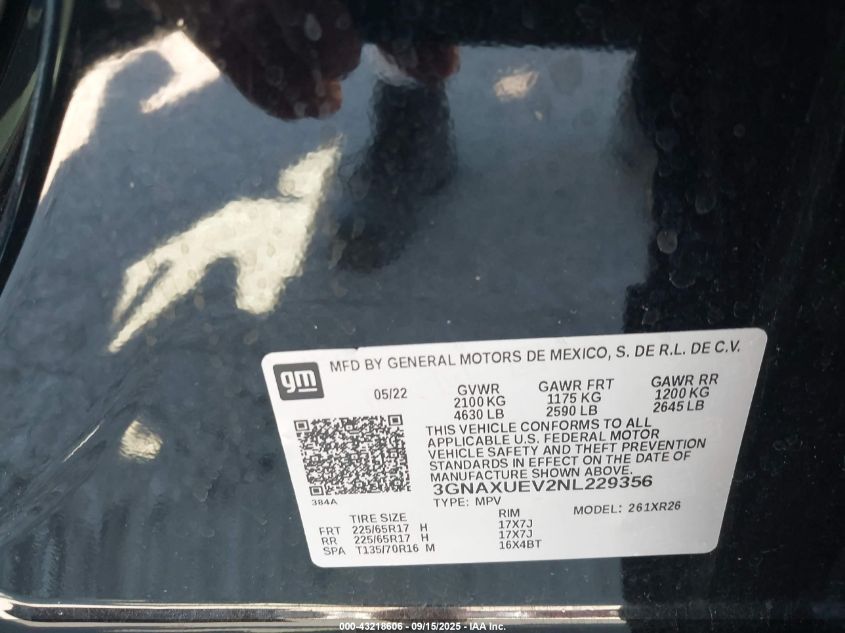 gm
MFD BY GENERAL MOTORS DE MEXICO, S. DE R.L. DE C.V.
05/22 GVWR GAWR FRT GAWR RR
2100 KG 1175 KG 1200 KG
4630 LB 2590 LB 2645 LB
THIS VEHICLE CONFORMS TO ALL
APPLICABLE U.S. FEDERAL MOTOR
VEHICLE SAFETY AND THEFT PREVENTION
STANDARDS IN EFFECT ON THE DATE OF
MANUFACTURE SHOWN ABOVE.
3GNAXUEV2NL229356
384A
TYPE: MPV MODEL: 261XR26
TIRE SIZE RIM
FRT 225/65R17 H 17X7J
RR 225/65R17 H 17X7J
SPA T135/70R16 M 16X4BT
000-43218606 - 09/15/2025 - IAA Inc.